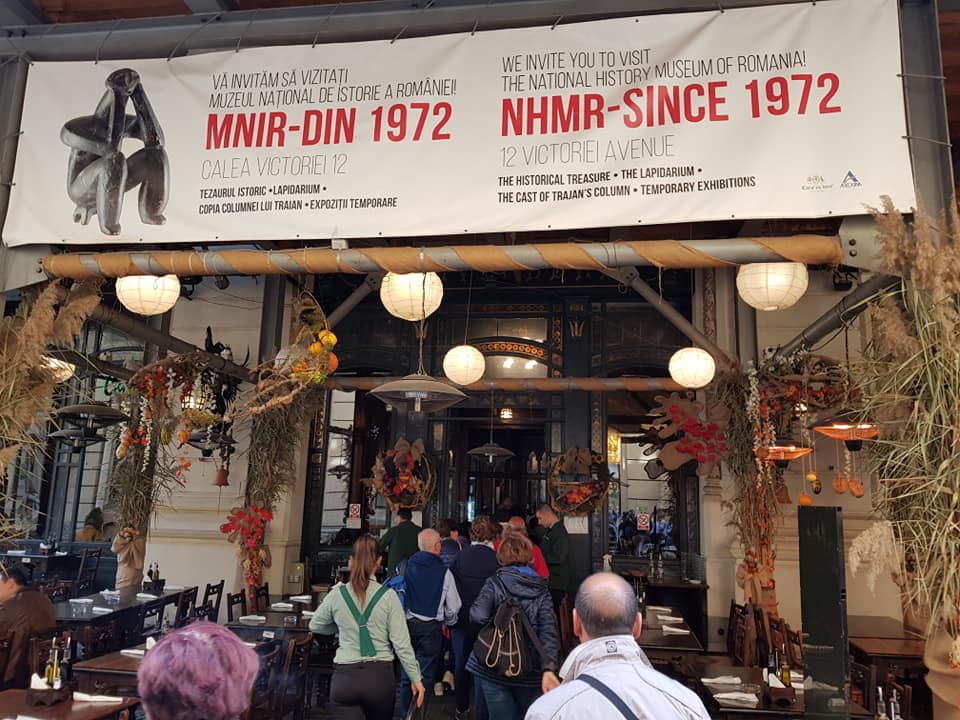 VĂ INVITĂM SĂ VIZITAȚI
MUZEUL NAȚIONAL DE ISTORIE A ROMÂNIEI!
MNIR-DIN 1972
CALEA VICTORIEI 12
TEZAURUL ISTORIC • LAPIDARIUM •
COPIA COLUMNEI LUI TRAIAN • EXPOZIȚII TEMPORARE
WE INVITE YOU TO VISIT
THE NATIONAL HISTORY MUSEUM OF ROMANIA!
NHMR-SINCE 1972
12 VICTORIEI AVENUE
THE HISTORICAL TREASURE • THE LAPIDARIUM •
THE CAST OF TRAJAN'S COLUMN • TEMPORARY EXHIBITIONS